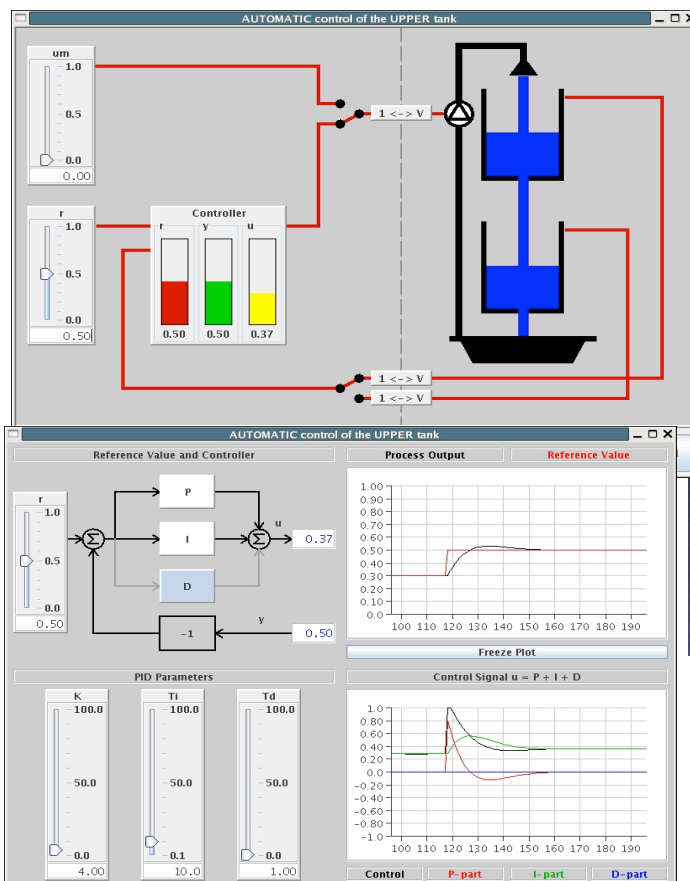 AUTOMATIC control of the UPPER tank
um
1.0
0.5
0.0
0.00
1 <-> V
r
1.0
0.5
0.0
0.50
Controller
r y u
0.50 0.50 0.37
1 <-> V
1 <-> V
AUTOMATIC control of the UPPER tank
Reference Value and Controller
r
1.0
0.5
0.0
0.50
Σ
P
I
D
-1
Σ
u
0.37
y
0.50
Process Output Reference Value
1.00
0.90
0.80
0.70
0.60
0.50
0.40
0.30
0.20
0.10
0.0
100 110 120 130 140 150 160 170 180 190
Freeze Plot
PID Parameters
K
100.0
50.0
0.0
4.00
Ti
100.0
50.0
0.1
10.0
Td
100.0
50.0
0.0
1.00
Control Signal u = P + I + D
1.0
0.80
0.60
0.40
0.20
0.0
-0.20
-0.40
-0.60
-0.80
-1.0
100 110 120 130 140 150 160 170 180 190
Control P-part I-part D-part